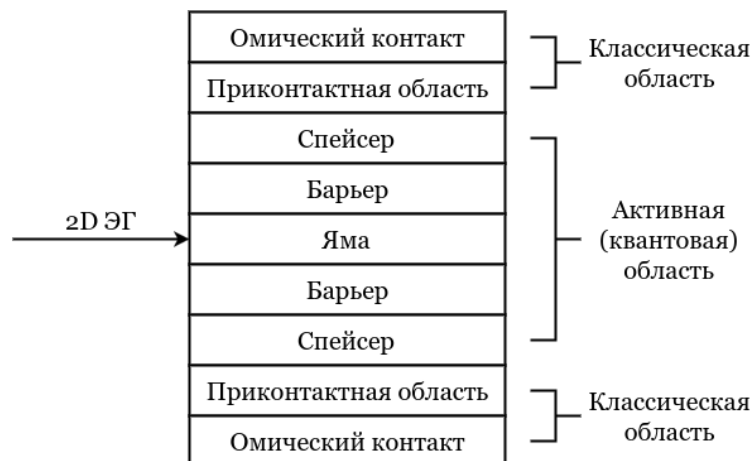 Омический контакт
Приконтактная область
Спейсер
Барьер
Яма
Барьер
Спейсер
Приконтактная область
Омический контакт
2D ЭГ
Классическая
область
Активная
(квантовая)
область
Классическая
область